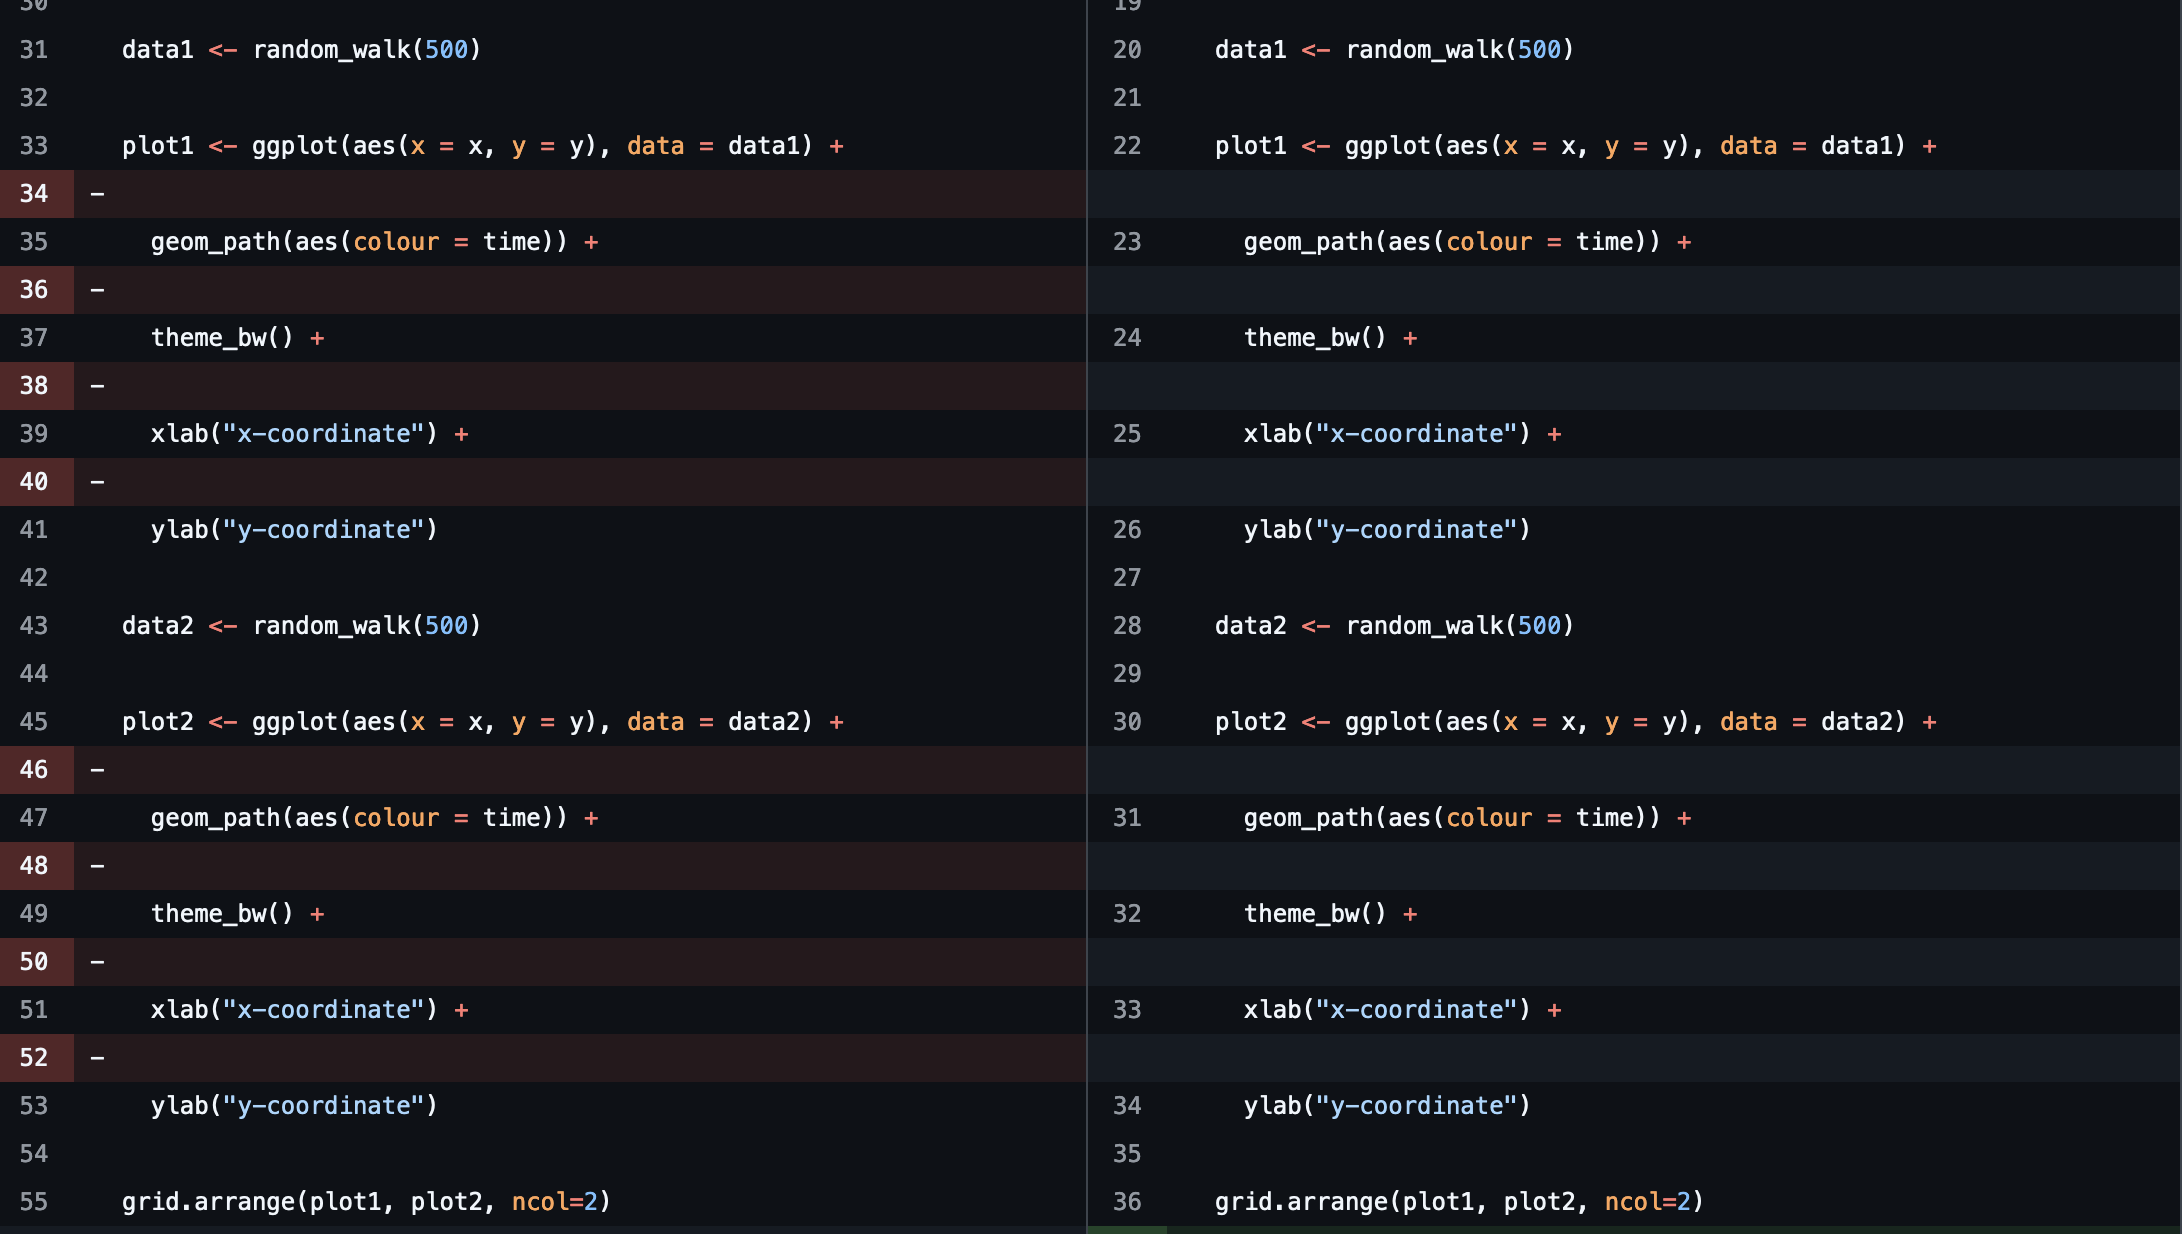 30
31 data1 <- random_walk(500)
32
33 plot1 <- ggplot(aes(x = x, y = y), data = data1) +
34 -
35 geom_path(aes(colour = time)) +
36 -
37 theme_bw() +
38 -
39 xlab("x-coordinate") +
40 -
41 ylab("y-coordinate")
42
43 data2 <- random_walk(500)
44
45 plot2 <- ggplot(aes(x = x, y = y), data = data2) +
46 -
47 geom_path(aes(colour = time)) +
48 -
49 theme_bw() +
50 -
51 xlab("x-coordinate") +
52 -
53 ylab("y-coordinate")
54
55 grid.arrange(plot1, plot2, ncol=2)
19
20 data1 <- random_walk(500)
21
22 plot1 <- ggplot(aes(x = x, y = y), data = data1) +
23 geom_path(aes(colour = time)) +
24 theme_bw() +
25 xlab("x-coordinate") +
26 ylab("y-coordinate")
27
28 data2 <- random_walk(500)
29
30 plot2 <- ggplot(aes(x = x, y = y), data = data2) +
31 geom_path(aes(colour = time)) +
32 theme_bw() +
33 xlab("x-coordinate") +
34 ylab("y-coordinate")
35
36 grid.arrange(plot1, plot2, ncol=2)